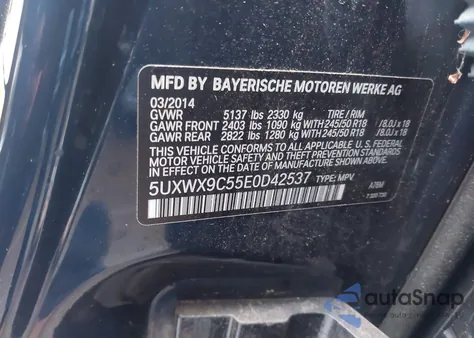 MFD BY BAYERISCHE MOTOREN WERKE AG
03/2014
GVWR 5137 lbs 2330 kg TIRE / RIM
GAWR FRONT 2403 lbs 1090 kg WITH 245/50 R18 / 8.0J x 18
GAWR REAR 2822 lbs 1280 kg WITH 245/50 R18 / 8.0J x 18
THIS VEHICLE CONFORMS TO ALL APPLICABLE U.S. FEDERAL
MOTOR VEHICLE SAFETY AND THEFT PREVENTION STANDARDS
IN EFFECT ON THE DATE OF MANUFACTURE SHOWN ABOVE.
5UXWX9C55E0D42537 TYPE: MPV
autoSnap